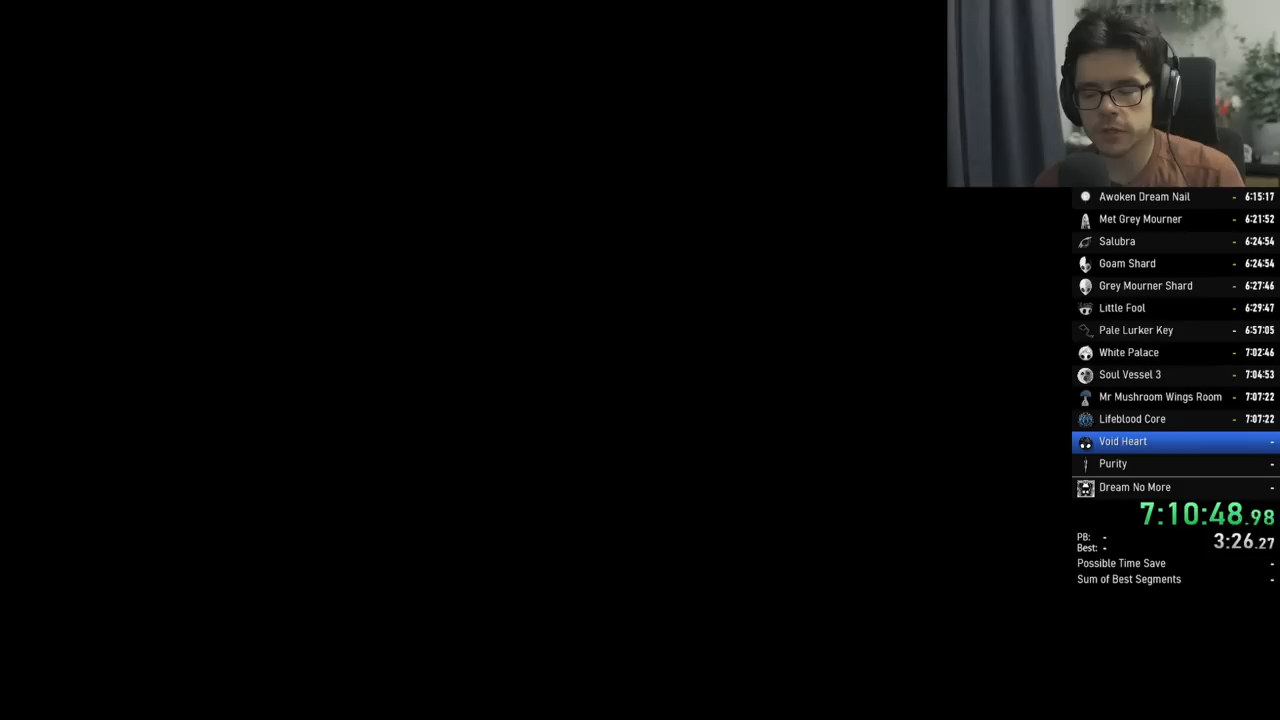 Awoken Dream Nail - 6:15:17
Met Grey Mourner - 6:21:52
Salubra - 6:24:54
Goam Shard - 6:24:54
Grey Mourner Shard - 6:27:46
Little Fool - 6:29:47
Pale Lurker Key - 6:57:05
White Palace - 7:02:46
Soul Vessel 3 - 7:04:53
Mr Mushroom Wings Room - 7:07:22
Lifeblood Core - 7:07:22
Void Heart -
Purity -
Dream No More -
7:10:48.98
PB: - 3:26.27
Best: -
Possible Time Save -
Sum of Best Segments -